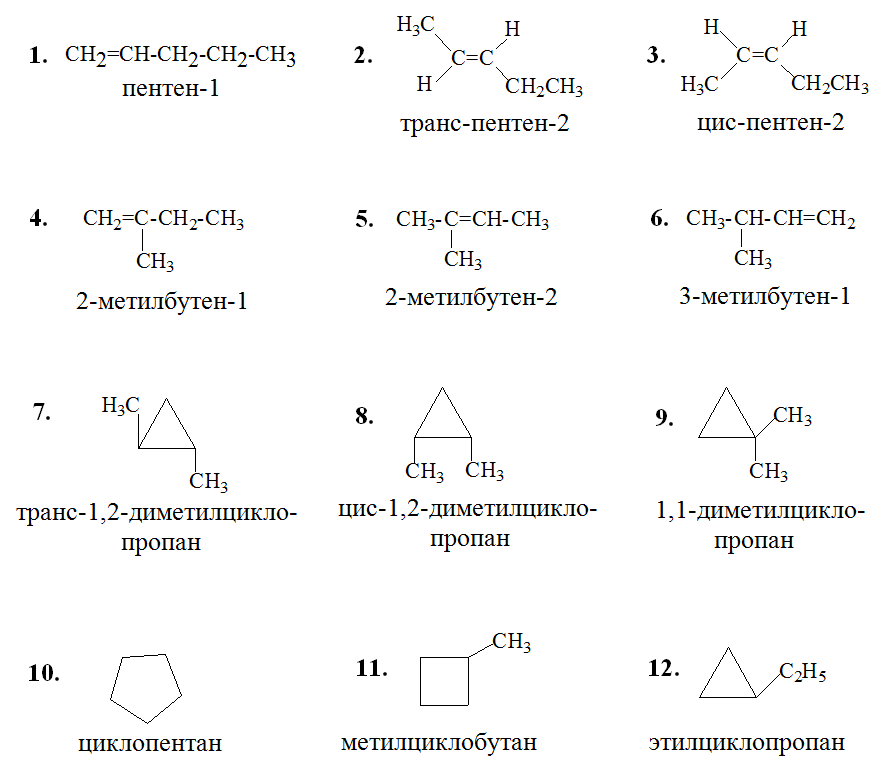 1. CH₂=CH-CH₂-CH₂-CH₃
пентен-1
2. H₃C H
C=C
H CH₂CH₃
транс-пентен-2
3. H H
C=C
H₃C CH₂CH₃
цис-пентен-2
4. CH₂=C-CH₂-CH₃
CH₃
2-метилбутен-1
5. CH₃-C=CH-CH₃
CH₃
2-метилбутен-2
6. CH₃-CH-CH=CH₂
CH₃
3-метилбутен-1
7. H₃C
CH₃
транс-1,2-диметилцикло-
пропан
8.
CH₃ CH₃
цис-1,2-диметилцикло-
пропан
9. CH₃
CH₃
1,1-диметилцикло-
пропан
10.
циклопентан
11. CH₃
метилциклобутан
12. C₂H₅
этилциклопропан